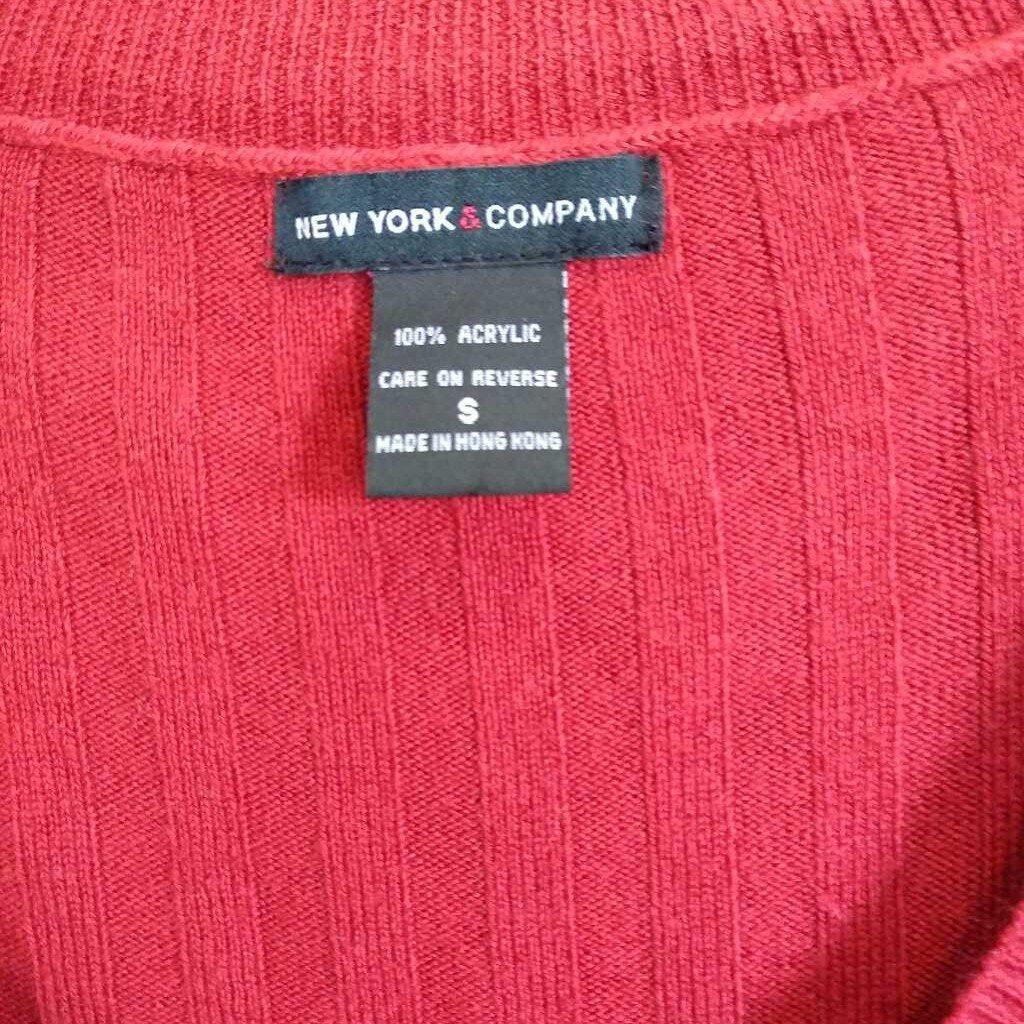 NEW YORK & COMPANY
100% ACRYLIC
CARE ON REVERSE
S
MADE IN HONG KONG